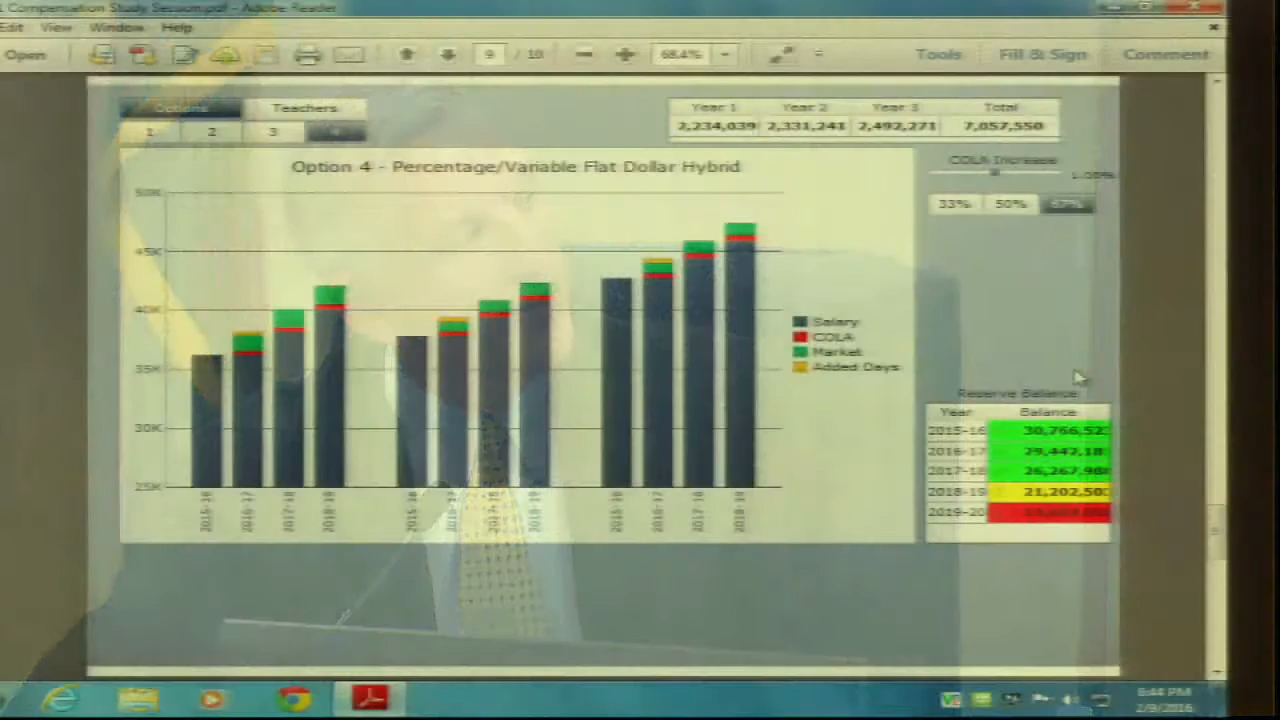 Compensation Study Session.pdf - Adobe Reader
Edit View Window Help
Open 9 / 10 68.4% Tools Fill & Sign Comment
Options Teachers
1 2 3 4
Year 1 Year 2 Year 3 Total
2,234,039 2,331,241 2,492,271 7,057,550
Option 4 - Percentage/Variable Flat Dollar Hybrid
COLA Increase
1.00%
33% 50% 67%
50K
45K
40K
35K
30K
25K
Salary
COLA
Market
Added Days
2015-16 2016-17 2017-18 2018-19 2015-16 2016-17 2017-18 2018-19 2015-16 2016-17 2017-18 2018-19
Reserve Balance
Year Balance
2015-16 30,766,52
2016-17 29,442,18
2017-18 26,267,98
2018-19 21,202,50
2019-20
6:44 PM
2/9/2016